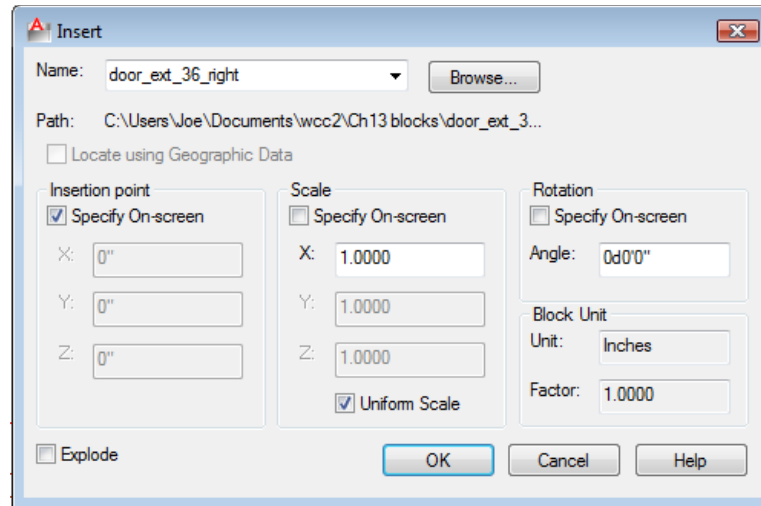 Insert
Name: door_ext_36_right Browse...
Path: C:\Users\Joe\Documents\wcc2\Ch13 blocks\door_ext_3...
Locate using Geographic Data
Insertion point Scale Rotation
Specify On-screen Specify On-screen Specify On-screen
X: 0" X: 1.0000 Angle: 0d0'0"
Y: 0" Y: 1.0000 Block Unit
Z: 0" Z: 1.0000 Unit: Inches
Uniform Scale Factor: 1.0000
Explode OK Cancel Help